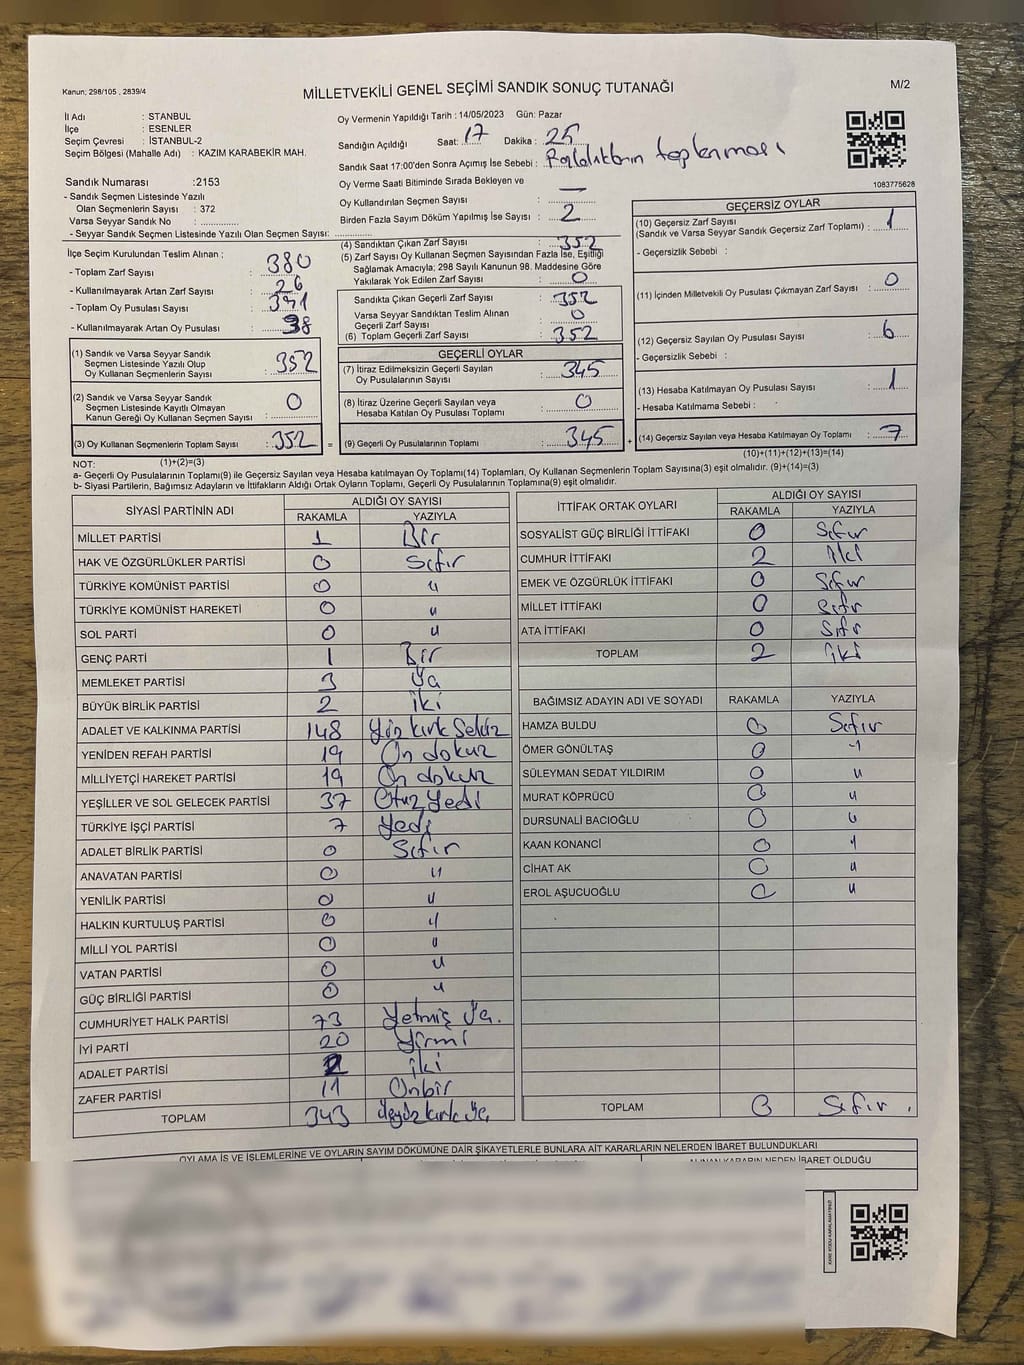 Kanun; 298/105 , 2839/4
MİLLETVEKİLİ GENEL SEÇİMİ SANDIK SONUÇ TUTANAĞI
M/2
İl Adı : STANBUL
İlçe : ESENLER
Seçim Çevresi : İSTANBUL-2
Seçim Bölgesi (Mahalle Adı) : KAZIM KARABEKİR MAH.
Oy Vermenin Yapıldığı Tarih : 14/05/2023 Gün: Pazar
Sandığın Açıldığı Saat: 17 Dakika : 25
Sandık Saat 17:00'den Sonra Açımış İse Sebebi : toplanması
Oy Verme Saati Bitiminde Sırada Bekleyen ve
Oy Kullandırılan Seçmen Sayısı : —
Birden Fazla Sayım Döküm Yapılmış İse Sayısı : 2
1083775628
Sandık Numarası :2153
- Sandık Seçmen Listesinde Yazılı
Olan Seçmenlerin Sayısı : 372
Varsa Seyyar Sandık No :
- Seyyar Sandık Seçmen Listesinde Yazılı Olan Seçmen Sayısı:
İlçe Seçim Kurulundan Teslim Alınan ;
- Toplam Zarf Sayısı : 380
- Kullanılmayarak Artan Zarf Sayısı : 26
- Toplam Oy Pusulası Sayısı : 391
- Kullanılmayarak Artan Oy Pusulası : 38
(1) Sandık ve Varsa Seyyar Sandık
Seçmen Listesinde Yazılı Olup
Oy Kullanan Seçmenlerin Sayısı : 352
(2) Sandık ve Varsa Seyyar Sandık
Seçmen Listesinde Kayıtlı Olmayan
Kanun Gereği Oy Kullanan Seçmen Sayısı : 0
(3) Oy Kullanan Seçmenlerin Toplam Sayısı : 352 =
(1)+(2)=(3)
(4) Sandıktan Çıkan Zarf Sayısı : 352
(5) Zarf Sayısı Oy Kullanan Seçmen Sayısından Fazla İse, Eşitliği
Sağlamak Amacıyla; 298 Sayılı Kanunun 98. Maddesine Göre
Yakılarak Yok Edilen Zarf Sayısı : 0
Sandıkta Çıkan Geçerli Zarf Sayısı : 352
Varsa Seyyar Sandıktan Teslim Alınan
Geçerli Zarf Sayısı : 0
(6) Toplam Geçerli Zarf Sayısı : 352
GEÇERLİ OYLAR
(7) İtiraz Edilmeksizin Geçerli Sayılan
Oy Pusulalarının Sayısı : 345
(8) İtiraz Üzerine Geçerli Sayılan veya
Hesaba Katılan Oy Pusulası Toplamı : 0
(9) Geçerli Oy Pusulalarının Toplamı : 345 +
GEÇERSİZ OYLAR
(10) Geçersiz Zarf Sayısı
(Sandık ve Varsa Seyyar Sandık Geçersiz Zarf Toplamı) : 1
- Geçersizlik Sebebi :
(11) İçinden Milletvekili Oy Pusulası Çıkmayan Zarf Sayısı : 0
(12) Geçersiz Sayılan Oy Pusulası Sayısı : 6
- Geçersizlik Sebebi :
(13) Hesaba Katılmayan Oy Pusulası Sayısı : 1
- Hesaba Katılmama Sebebi :
(14) Geçersiz Sayılan veya Hesaba Katılmayan Oy Toplamı : 7
(10)+(11)+(12)+(13)=(14)
NOT:
a- Geçerli Oy Pusulalarının Toplamı(9) ile Geçersiz Sayılan veya Hesaba katılmayan Oy Toplamı(14) Toplamları, Oy Kullanan Seçmenlerin Toplam Sayısına(3) eşit olmalıdır. (9)+(14)=(3)
b- Siyasi Partilerin, Bağımsız Adayların ve İttifakların Aldığı Ortak Oyların Toplamı, Geçerli Oy Pusulalarının Toplamına(9) eşit olmalıdır.
SİYASİ PARTİNİN ADI ALDIĞI OY SAYISI
RAKAMLA YAZIYLA
MİLLET PARTİSİ 1 Bir
HAK VE ÖZGÜRLÜKLER PARTİSİ 0 Sıfır
TÜRKİYE KOMÜNİST PARTİSİ 0 "
TÜRKİYE KOMÜNİST HAREKETİ 0 "
SOL PARTİ 0 "
GENÇ PARTİ 1 Bir
MEMLEKET PARTİSİ 3 Üç
BÜYÜK BİRLİK PARTİSİ 2 iki
ADALET VE KALKINMA PARTİSİ 148 Yüz kırk Sekiz
YENİDEN REFAH PARTİSİ 19 On dokuz
MİLLİYETÇİ HAREKET PARTİSİ 19 On dokuz
YEŞİLLER VE SOL GELECEK PARTİSİ 37 Otuz Yedi
TÜRKİYE İŞÇİ PARTİSİ 7 Yedi
ADALET BİRLİK PARTİSİ 0 Sıfır
ANAVATAN PARTİSİ 0 "
YENİLİK PARTİSİ 0 "
HALKIN KURTULUŞ PARTİSİ 0 "
MİLLİ YOL PARTİSİ 0 "
VATAN PARTİSİ 0 "
GÜÇ BİRLİĞİ PARTİSİ 0 "
CUMHURİYET HALK PARTİSİ 73 Yetmiş Üç.
İYİ PARTİ 20 Yirmi
ADALET PARTİSİ 2 iki
ZAFER PARTİSİ 11 Onbir
TOPLAM 343 Üçyüz kırk Üç
İTTİFAK ORTAK OYLARI ALDIĞI OY SAYISI
RAKAMLA YAZIYLA
SOSYALİST GÜÇ BİRLİĞİ İTTİFAKI 0 Sıfır
CUMHUR İTTİFAKI 2 iki
EMEK VE ÖZGÜRLÜK İTTİFAKI 0 Sıfır
MİLLET İTTİFAKI 0 Sıfır
ATA İTTİFAKI 0 Sıfır
TOPLAM 2 iki
BAĞIMSIZ ADAYIN ADI VE SOYADI RAKAMLA YAZIYLA
HAMZA BULDU 0 Sıfır
ÖMER GÖNÜLTAŞ 0 "
SÜLEYMAN SEDAT YILDIRIM 0 "
MURAT KÖPRÜCÜ 0 "
DURSUNALİ BACIOĞLU 0 "
KAAN KONANCİ 0 "
CİHAT AK 0 "
EROL AŞUCUOĞLU 0 "
TOPLAM 0 Sıfır
OYLAMA İŞ VE İŞLEMLERİNE VE OYLARIN SAYIM DÖKÜMÜNE DAİR ŞİKAYETLERLE BUNLARA AİT KARARLARIN NELERDEN İBARET BULUNDUKLARI
ALINAN KARARIN NEDEN İBARET OLDUĞU